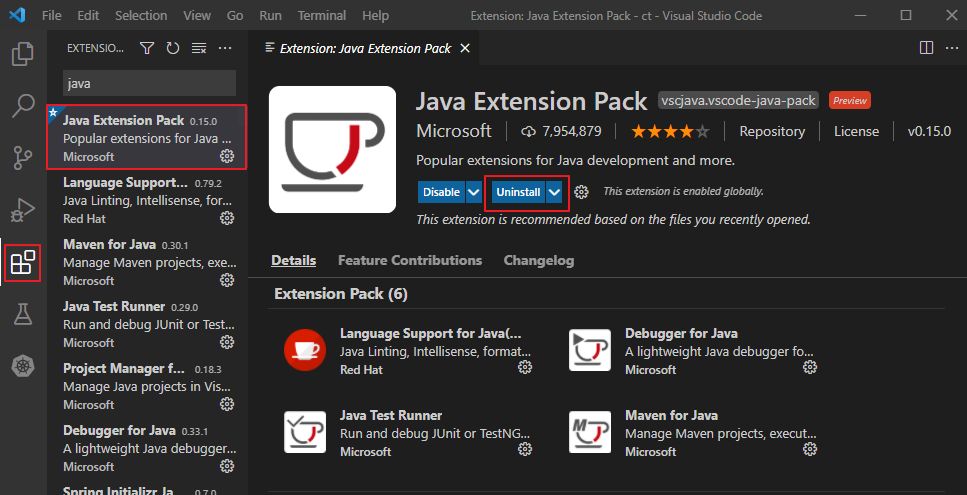 File Edit Selection View Go Run Terminal Help Extension: Java Extension Pack - ct - Visual Studio Code
EXTENSIO...
Extension: Java Extension Pack
java
Java Extension Pack 0.15.0
Popular extensions for Java ...
Microsoft
Language Support... 0.79.2
Java Linting, Intellisense, for...
Red Hat
Maven for Java 0.30.1
Manage Maven projects, exe...
Microsoft
Java Test Runner 0.29.0
Run and debug JUnit or Test...
Microsoft
Project Manager f... 0.18.3
Manage Java projects in Vis...
Microsoft
Debugger for Java 0.33.1
A lightweight Java debugger...
Microsoft
Spring Initializr Ja... 0.7.0
Java Extension Pack vscjava.vscode-java-pack Preview
Microsoft 7,954,879 Repository License v0.15.0
Popular extensions for Java development and more.
Disable Uninstall This extension is enabled globally.
This extension is recommended based on the files you recently opened.
Details Feature Contributions Changelog
Extension Pack (6)
Language Support for Java(...
Java Linting, Intellisense, format...
Red Hat
Debugger for Java
A lightweight Java debugger fo...
Microsoft
Java Test Runner
Run and debug JUnit or TestNG...
Microsoft
M
Maven for Java
Manage Maven projects, execut...
Microsoft